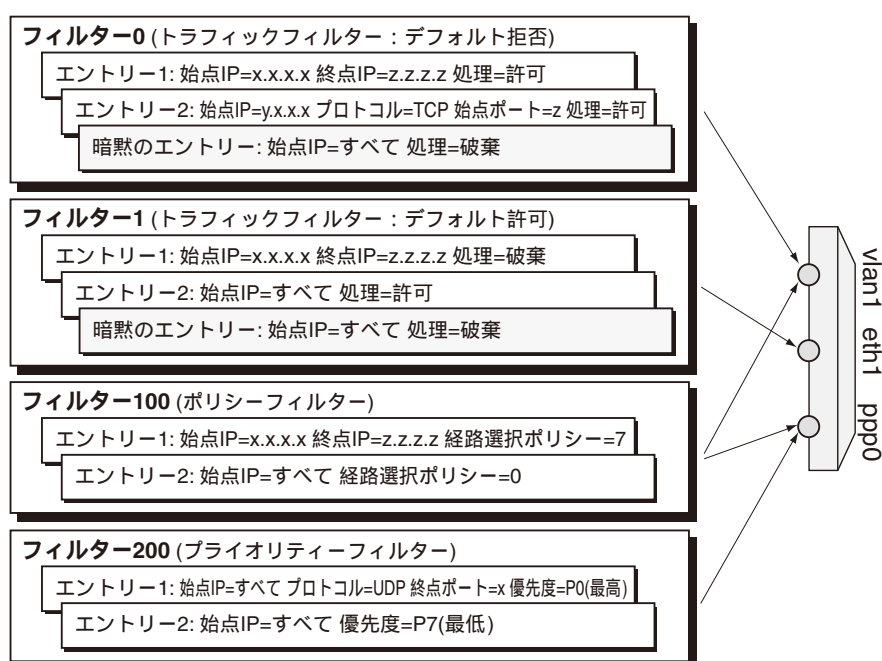 フィルター0 (トラフィックフィルター：デフォルト拒否)
エントリー1: 始点IP=x.x.x.x 終点IP=z.z.z.z 処理=許可
エントリー2: 始点IP=y.x.x.x プロトコル=TCP 始点ポート=z 処理=許可
暗黙のエントリー: 始点IP=すべて 処理=破棄
フィルター1 (トラフィックフィルター：デフォルト許可)
エントリー1: 始点IP=x.x.x.x 終点IP=z.z.z.z 処理=破棄
エントリー2: 始点IP=すべて 処理=許可
暗黙のエントリー: 始点IP=すべて 処理=破棄
フィルター100 (ポリシーフィルター)
エントリー1: 始点IP=x.x.x.x 終点IP=z.z.z.z 経路選択ポリシー=7
エントリー2: 始点IP=すべて 経路選択ポリシー=0
フィルター200 (プライオリティーフィルター)
エントリー1: 始点IP=すべて プロトコル=UDP 終点ポート=x 優先度=P0(最高)
エントリー2: 始点IP=すべて 優先度=P7(最低)
vlan1 eth1 ppp0